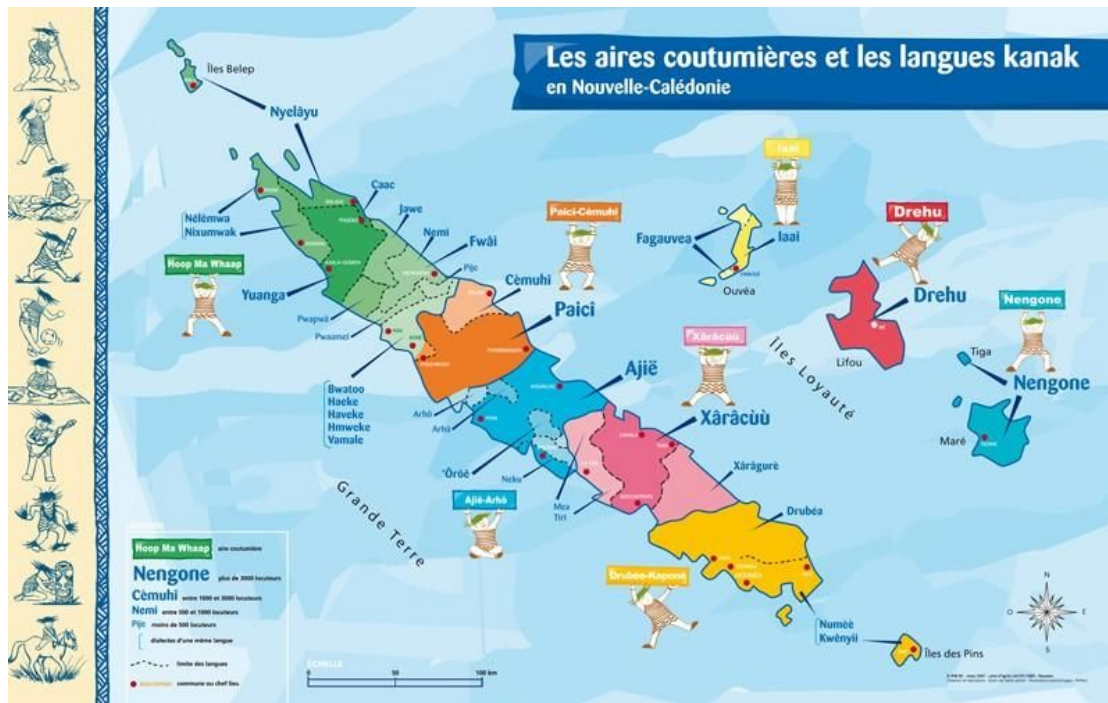 Les aires coutumières et les langues kanak
en Nouvelle-Calédonie
Îles Belep
Nyelâyu
Caac
Jawe
Nemi
Fwâi
Pije
Nêlêmwa
Nixumwak
Hoop Ma Whaap
Yuanga
Pwapwâ
Pwaamei
Paicî-Cèmuhî
Cèmuhî
Paicî
Bwatoo
Haeke
Haveke
Hmweke
Vamale
Iaai
Fagauvea
Iaai
Ouvéa
Drehu
Drehu
Lifou
Nengone
Tiga
Nengone
Maré
Îles Loyauté
Xârâcùù
Ajië
Xârâcùù
Arhö
Arhö
'Ôrôê
Neku
Mea
Tiri
Xârâgurè
Ajië-Arhö
Grande Terre
Drubéa
Drubéa-Kaponé
Numèè
Kwênyii
Îles des Pins
Hoop Ma Whaap aire coutumière
Nengone plus de 3000 locuteurs
Cèmuhî entre 1000 et 3000 locuteurs
Nemi entre 500 et 1000 locuteurs
Pije moins de 500 locuteurs
dialectes d'une même langue
limite des langues
commune ou chef lieu
ÉCHELLE
0 50 100 km
N
O E
S